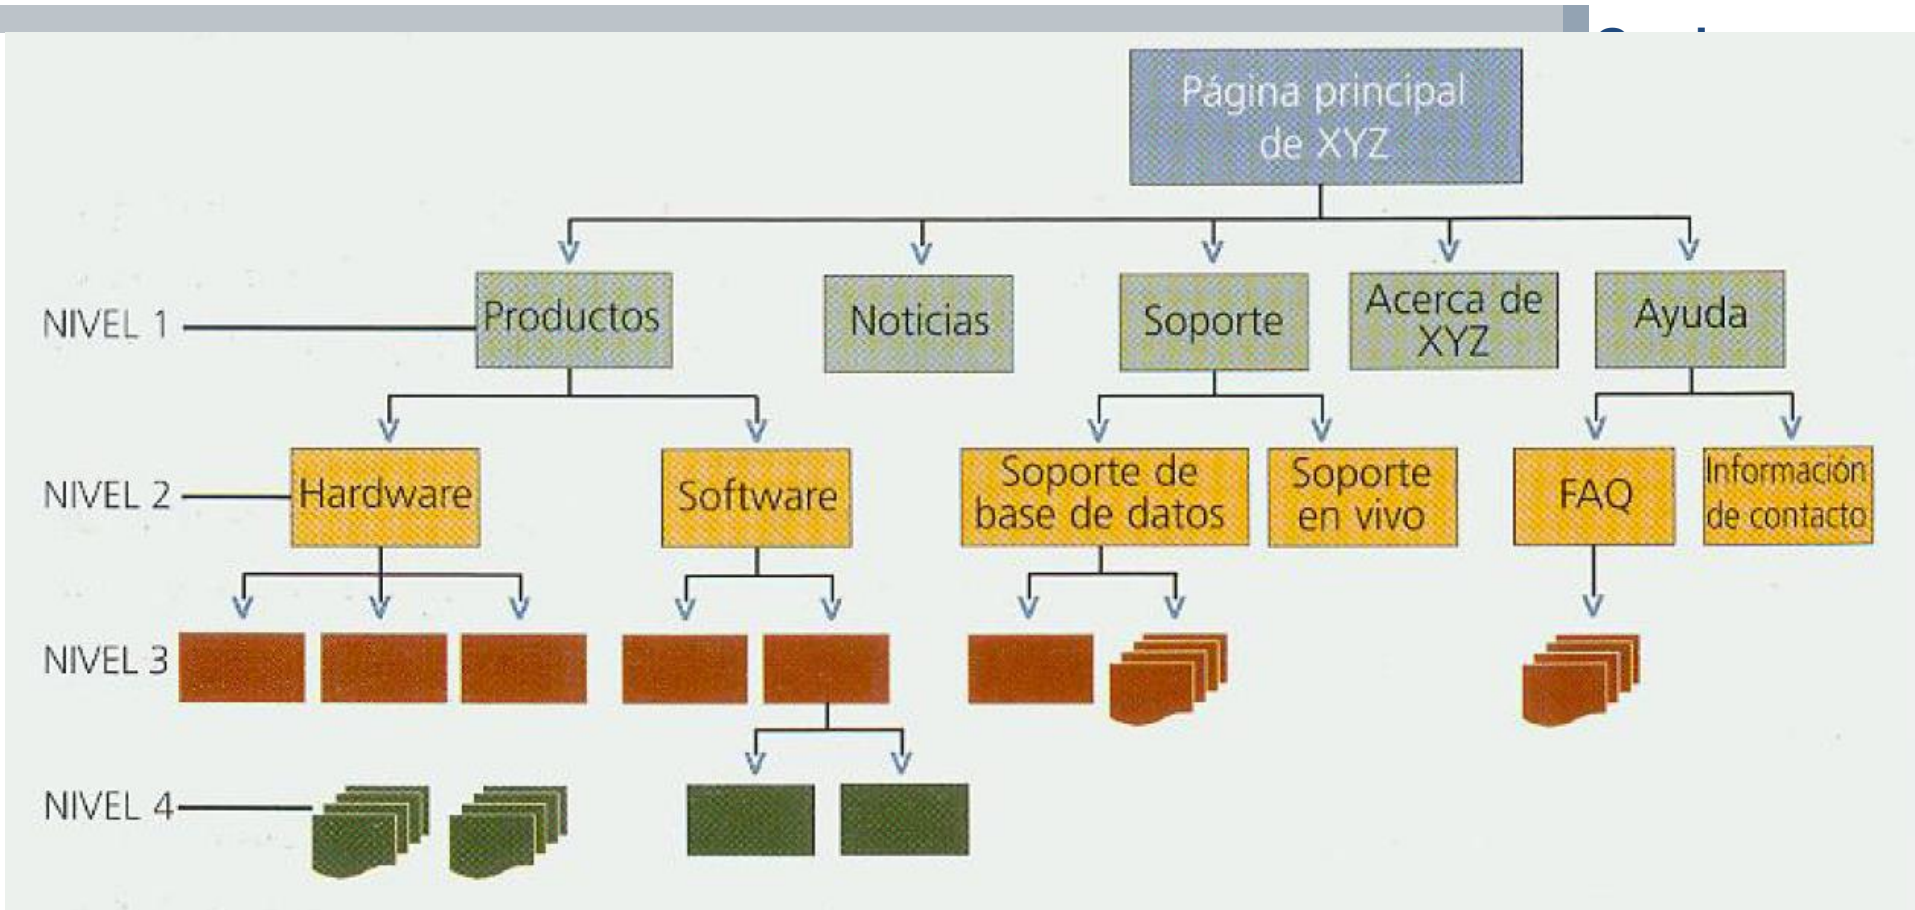 Página principal
de XYZ
NIVEL 1
Productos
Noticias
Soporte
Acerca de
XYZ
Ayuda
NIVEL 2
Hardware
Software
Soporte de
base de datos
Soporte
en vivo
FAQ
Información
de contacto
NIVEL 3
NIVEL 4